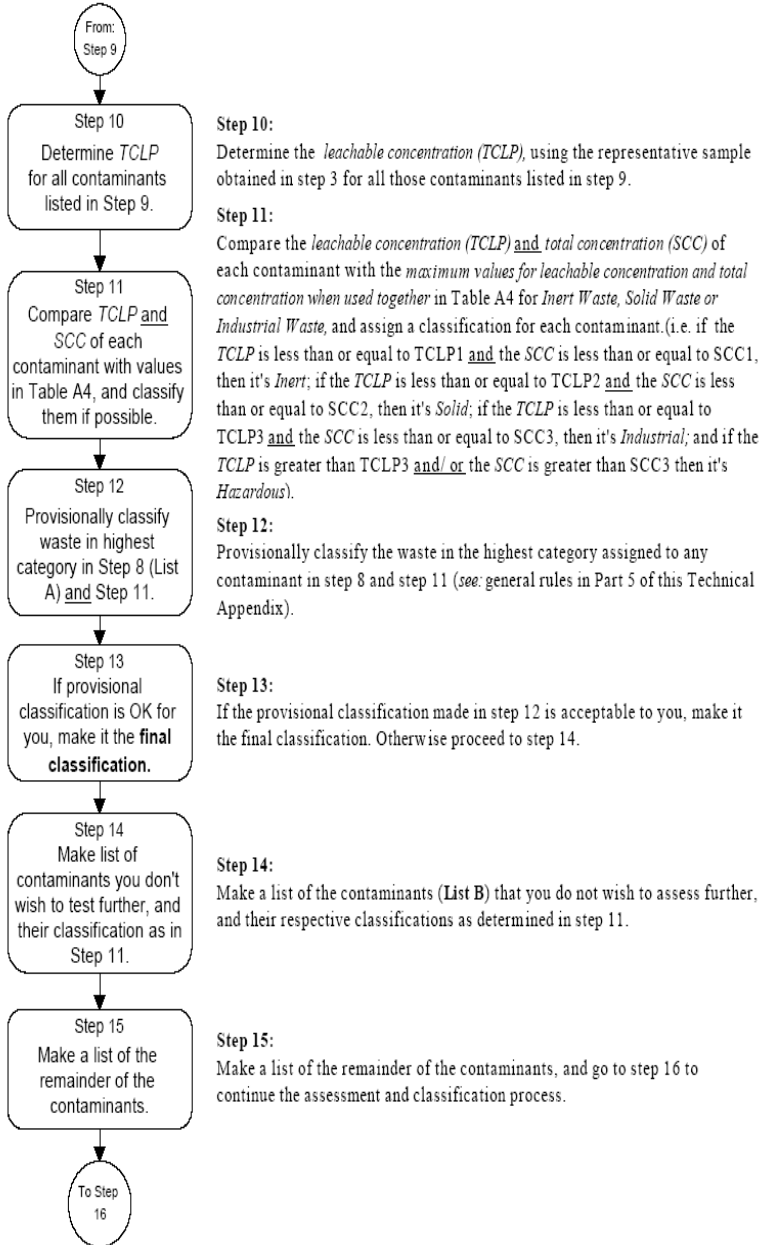 From:
Step 9
Step 10
Determine TCLP
for all contaminants
listed in Step 9.
Step 10:
Determine the leachable concentration (TCLP), using the representative sample
obtained in step 3 for all those contaminants listed in step 9.
Step 11
Compare TCLP and
SCC of each
contaminant with values
in Table A4, and classify
them if possible.
Step 11:
Compare the leachable concentration (TCLP) and total concentration (SCC) of
each contaminant with the maximum values for leachable concentration and total
concentration when used together in Table A4 for Inert Waste, Solid Waste or
Industrial Waste, and assign a classification for each contaminant.(i.e. if the
TCLP is less than or equal to TCLP1 and the SCC is less than or equal to SCC1,
then it's Inert; if the TCLP is less than or equal to TCLP2 and the SCC is less
than or equal to SCC2, then it's Solid; if the TCLP is less than or equal to
TCLP3 and the SCC is less than or equal to SCC3, then it's Industrial; and if the
TCLP is greater than TCLP3 and/ or the SCC is greater than SCC3 then it's
Hazardous).
Step 12
Provisionally classify
waste in highest
category in Step 8 (List
A) and Step 11.
Step 12:
Provisionally classify the waste in the highest category assigned to any
contaminant in step 8 and step 11 (see: general rules in Part 5 of this Technical
Appendix).
Step 13
If provisional
classification is OK for
you, make it the final
classification.
Step 13:
If the provisional classification made in step 12 is acceptable to you, make it
the final classification. Otherwise proceed to step 14.
Step 14
Make list of
contaminants you don't
wish to test further, and
their classification as in
Step 11.
Step 14:
Make a list of the contaminants (List B) that you do not wish to assess further,
and their respective classifications as determined in step 11.
Step 15
Make a list of the
remainder of the
contaminants.
Step 15:
Make a list of the remainder of the contaminants, and go to step 16 to
continue the assessment and classification process.
To Step
16